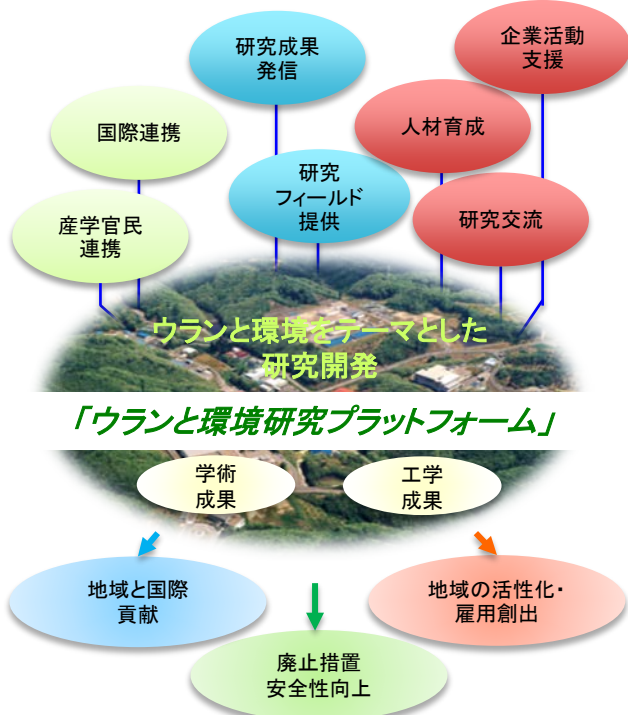 企業活動
支援
研究成果
発信
国際連携
人材育成
研究
フィールド
提供
産学官民
連携
研究交流
ウランと環境をテーマとした
研究開発
「ウランと環境研究プラットフォーム」
学術
成果
工学
成果
地域と国際
貢献
地域の活性化・
雇用創出
廃止措置
安全性向上